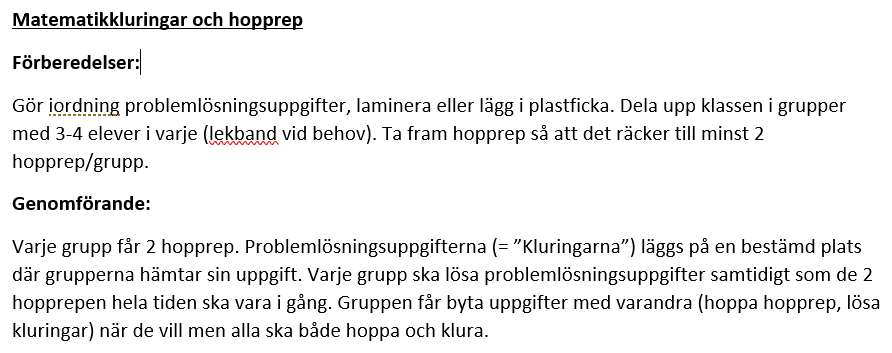 Matematikkluringar och hopprep
Förberedelser:
Gör iordning problemlösningsuppgifter, laminera eller lägg i plastficka. Dela upp klassen i grupper
med 3-4 elever i varje (lekband vid behov). Ta fram hopprep så att det räcker till minst 2
hopprep/grupp.
Genomförande:
Varje grupp får 2 hopprep. Problemlösningsuppgifterna (= ”Kluringarna”) läggs på en bestämd plats
där grupperna hämtar sin uppgift. Varje grupp ska lösa problemlösningsuppgifter samtidigt som de 2
hopprepen hela tiden ska vara i gång. Gruppen får byta uppgifter med varandra (hoppa hopprep, lösa
kluringar) när de vill men alla ska både hoppa och klura.